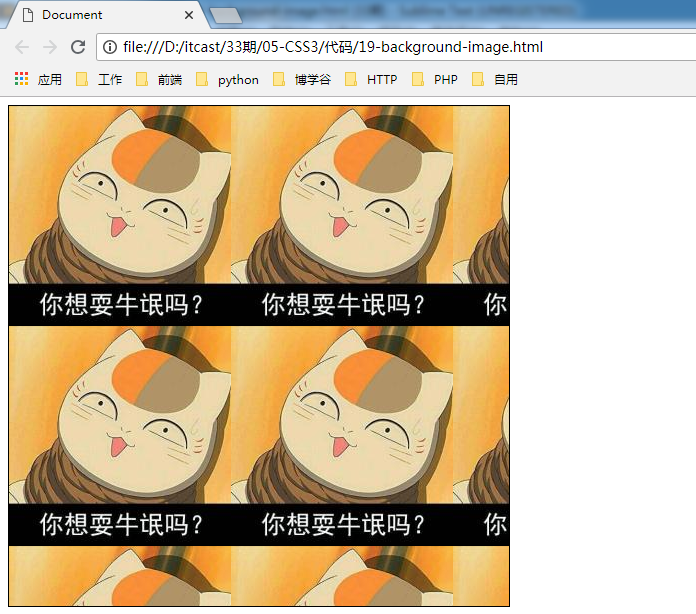 Document
file:///D:/itcast/33期/05-CSS3/代码/19-background-image.html
应用 工作 前端 python 博学谷 HTTP PHP 自用
你想耍牛氓吗? 你想耍牛氓吗? 你
你想耍牛氓吗? 你想耍牛氓吗? 你